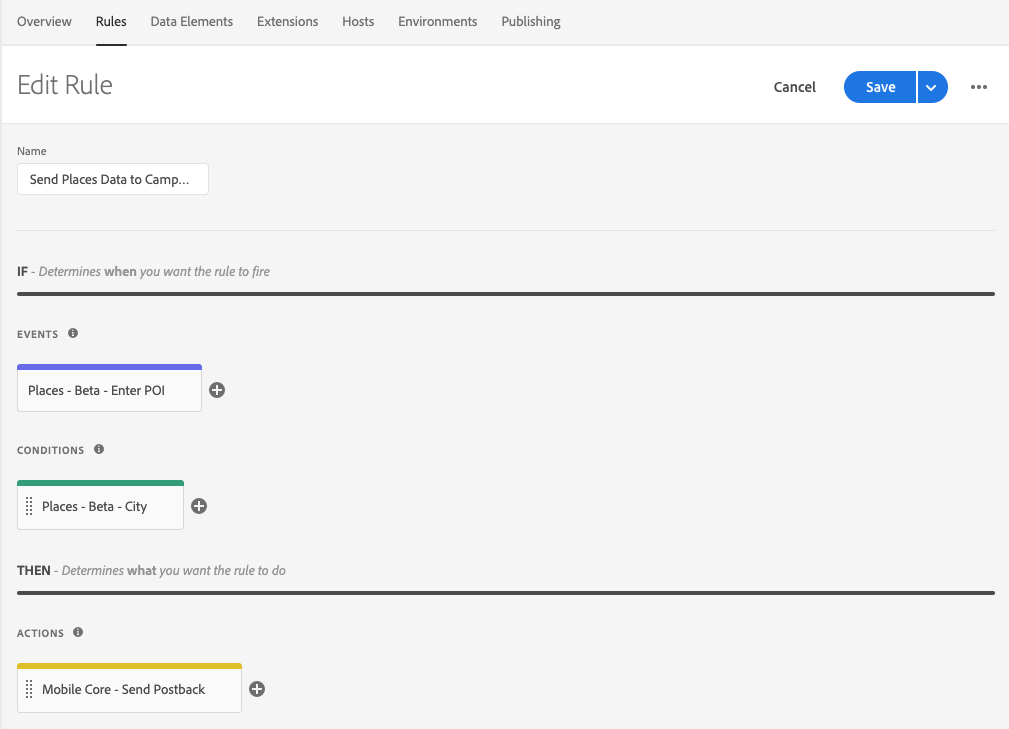 Overview Rules Data Elements Extensions Hosts Environments Publishing
Edit Rule
Cancel Save
Name
Send Places Data to Camp...
IF - Determines when you want the rule to fire
EVENTS
Places - Beta - Enter POI
CONDITIONS
Places - Beta - City
THEN - Determines what you want the rule to do
ACTIONS
Mobile Core - Send Postback